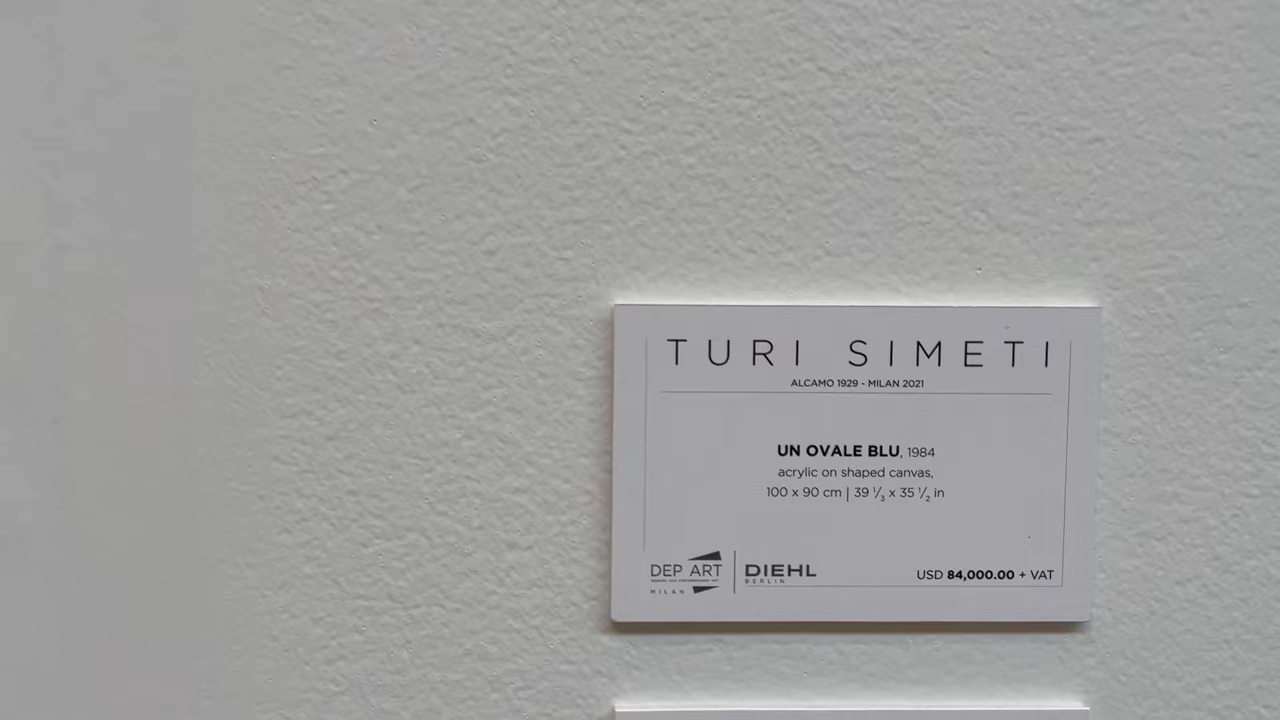 TURI SIMETI
ALCAMO 1929 - MILAN 2021
UN OVALE BLU, 1984
acrylic on shaped canvas,
100 x 90 cm | 39 1/3 x 35 1/2 in
DEP ART
MILAN
DIEHL
BERLIN
USD 84,000.00 + VAT